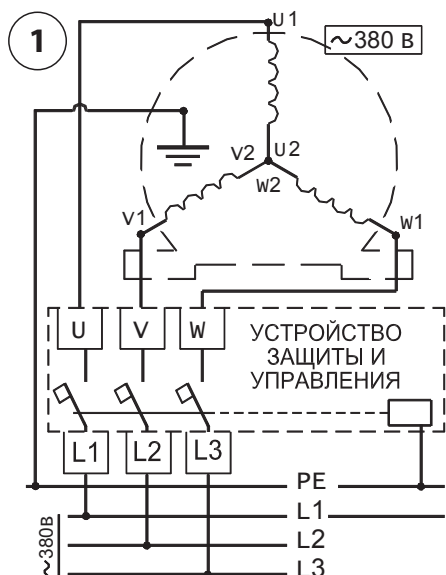 1
U1
~380 В
V2
U2
W2
V1
W1
U
V
W
УСТРОЙСТВО
ЗАЩИТЫ И
УПРАВЛЕНИЯ
L1
L2
L3
PE
L1
L2
L3
~380В